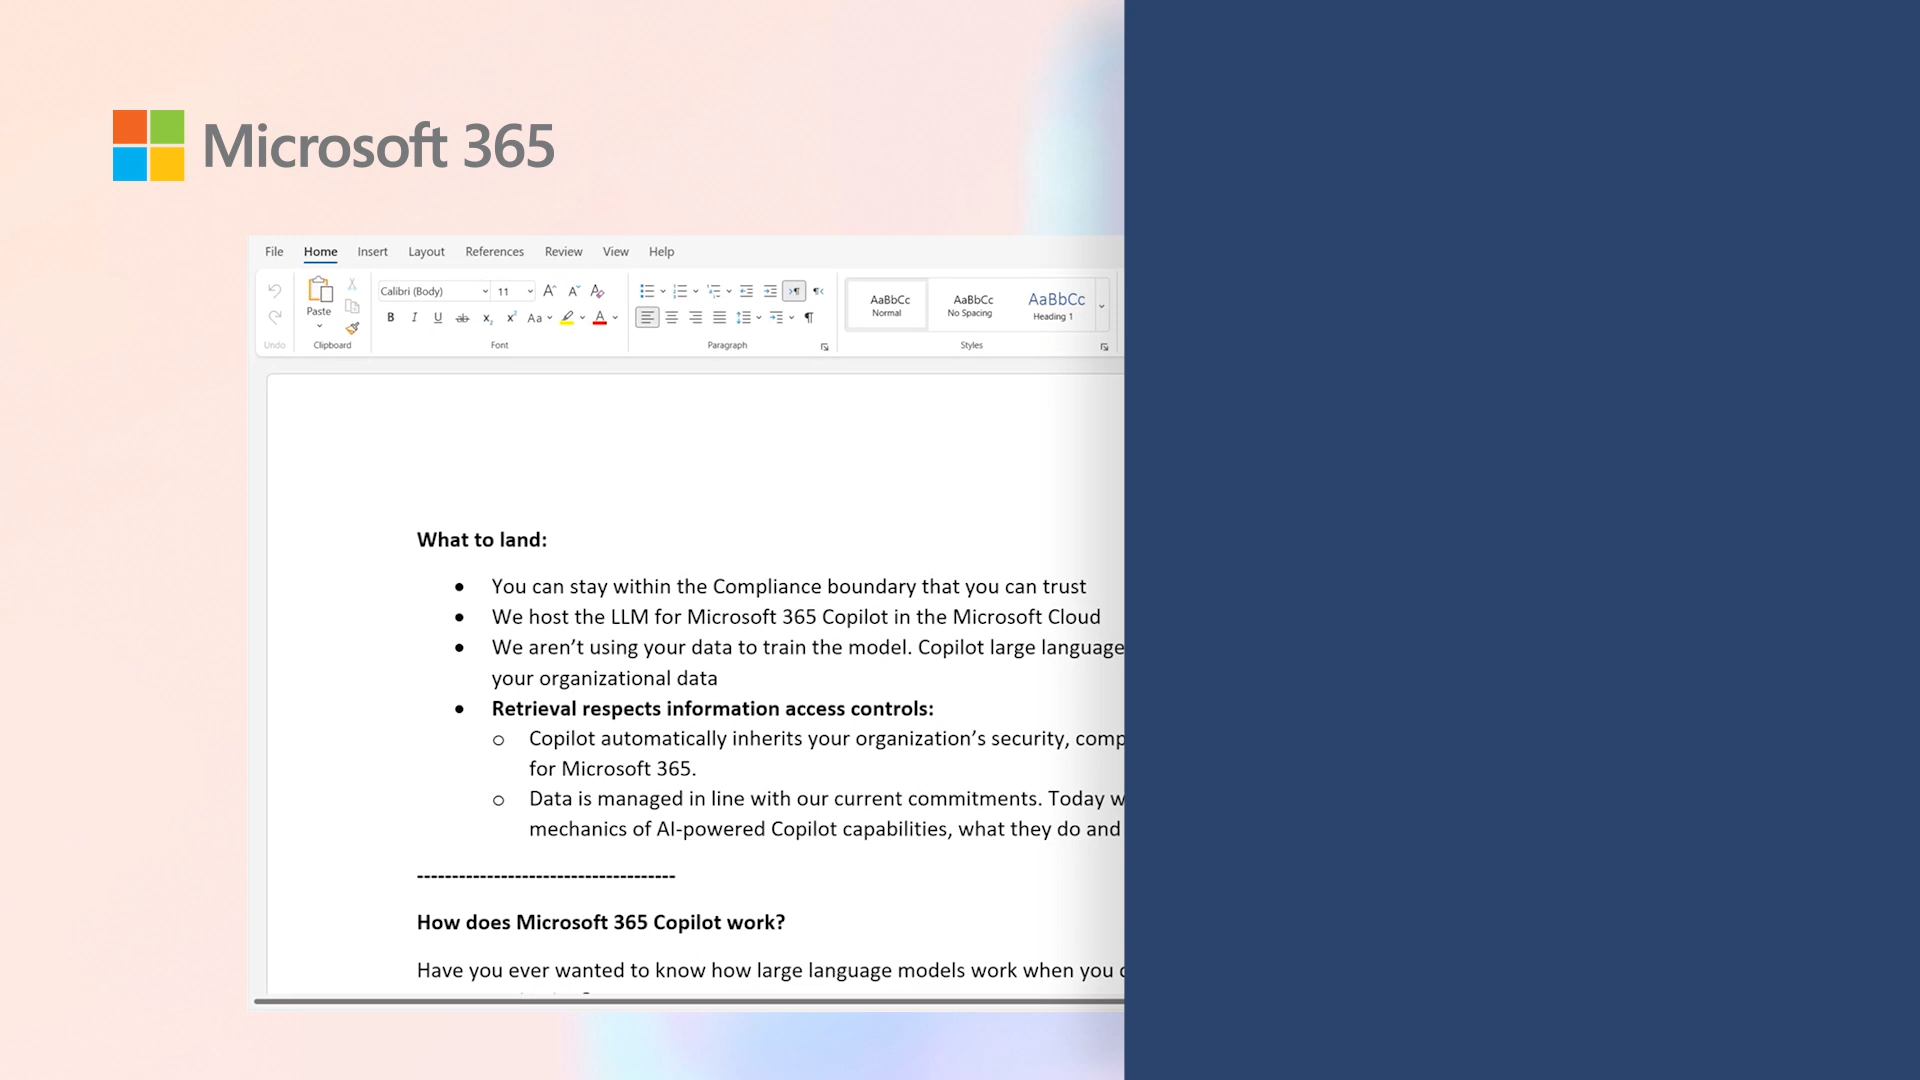 Microsoft 365
File Home Insert Layout References Review View Help
Calibri (Body) 11
Paste
B I U ab x₂ x² Aa A
AaBbCc AaBbCc AaBbCc
Normal No Spacing Heading 1
Undo Clipboard Font Paragraph Styles
What to land:
• You can stay within the Compliance boundary that you can trust
• We host the LLM for Microsoft 365 Copilot in the Microsoft Cloud
• We aren’t using your data to train the model. Copilot large language
your organizational data
• Retrieval respects information access controls:
o Copilot automatically inherits your organization’s security, comp
for Microsoft 365.
o Data is managed in line with our current commitments. Today w
mechanics of AI-powered Copilot capabilities, what they do and
-------------------------------------
How does Microsoft 365 Copilot work?
Have you ever wanted to know how large language models work when you